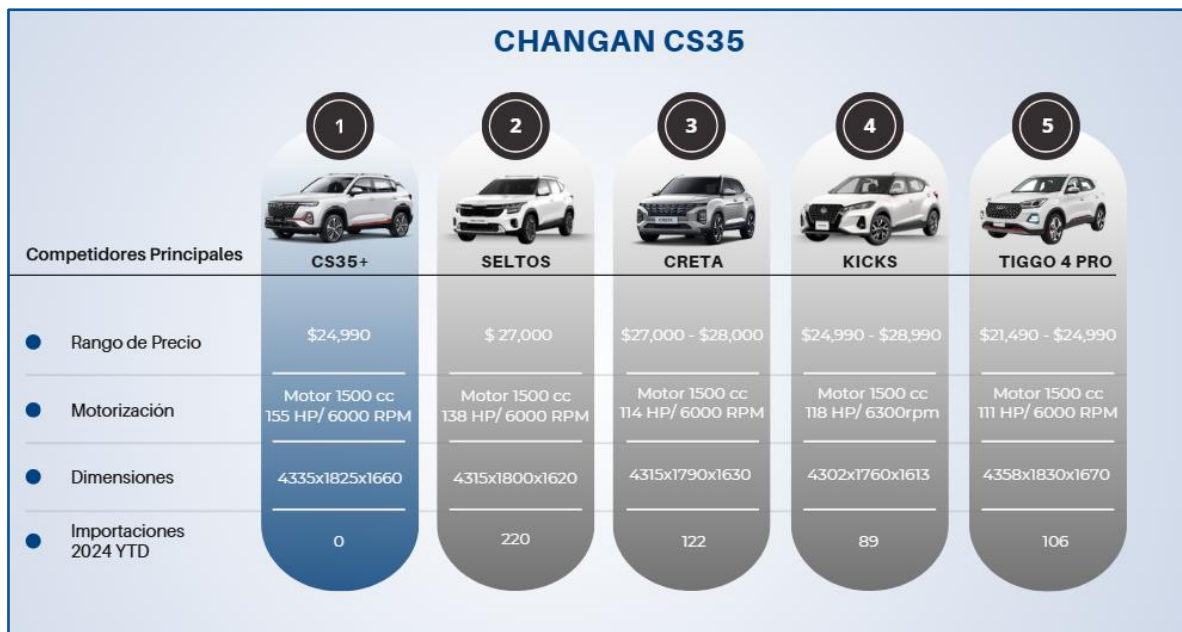 CHANGAN CS35
1 2 3 4 5
Competidores Principales CS35+ SELTOS CRETA KICKS TIGGO 4 PRO
Rango de Precio $24,990 $ 27,000 $27,000 - $28,000 $24,990 - $28,990 $21,490 - $24,990
Motorización Motor 1500 cc Motor 1500 cc Motor 1500 cc Motor 1500 cc Motor 1500 cc
155 HP/ 6000 RPM 138 HP/ 6000 RPM 114 HP/ 6000 RPM 118 HP/ 6300rpm 111 HP/ 6000 RPM
Dimensiones 4335x1825x1660 4315x1800x1620 4315x1790x1630 4302x1760x1613 4358x1830x1670
Importaciones
2024 YTD 0 220 122 89 106